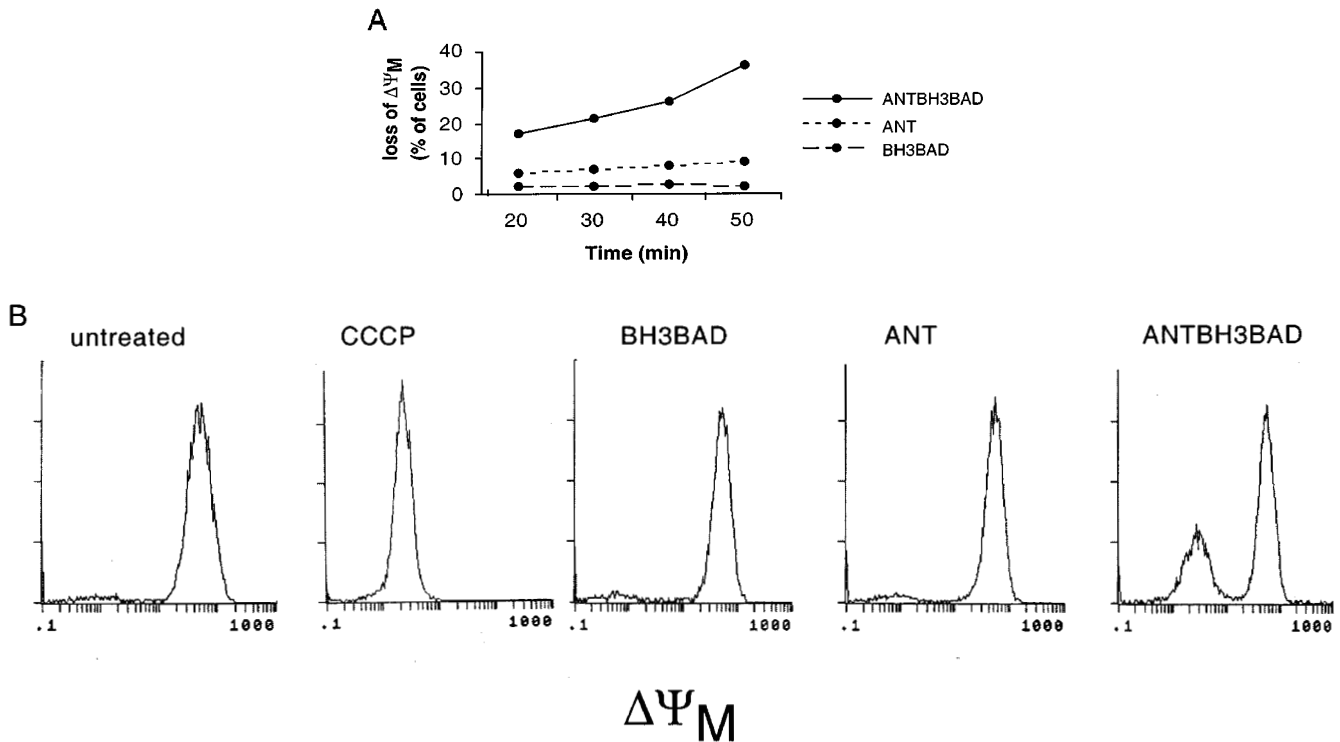 A
loss of ΔΨM
(% of cells)
40
30
20
10
0
20 30 40 50
Time (min)
ANTBH3BAD
ANT
BH3BAD
B
untreated
CCCP
BH3BAD
ANT
ANTBH3BAD
.1 1000
.1 1000
.1 1000
.1 1000
.1 1000
ΔΨM